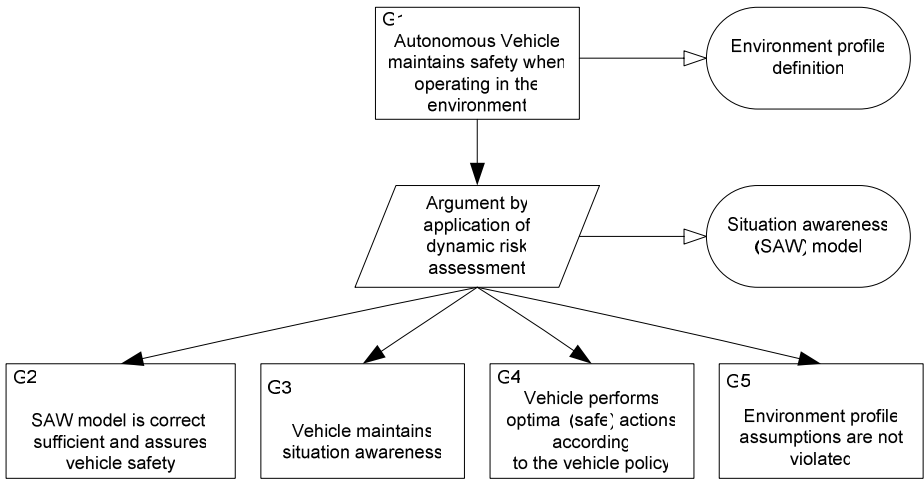 G1
Autonomous Vehicle
maintains safety when
operating in the
environment
Environment profile
definition
Argument by
application of
dynamic risk
assessment
Situation awareness
(SAW) model
G2
SAW model is correct
sufficient and assures
vehicle safety
G3
Vehicle maintains
situation awareness
G4
Vehicle performs
optimal (safe) actions
according
to the vehicle policy
G5
Environment profile
assumptions are not
violated